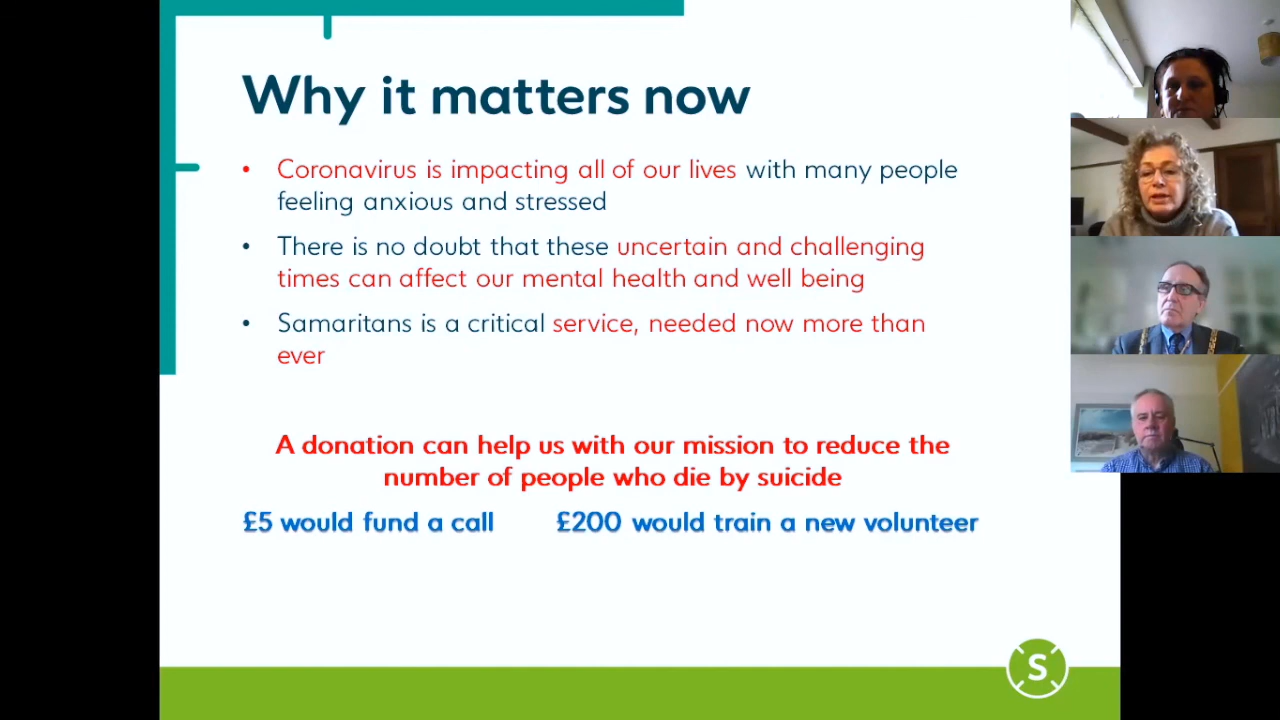 Why it matters now
• Coronavirus is impacting all of our lives with many people
feeling anxious and stressed
• There is no doubt that these uncertain and challenging
times can affect our mental health and well being
• Samaritans is a critical service, needed now more than
ever
A donation can help us with our mission to reduce the
number of people who die by suicide
£5 would fund a call £200 would train a new volunteer
S